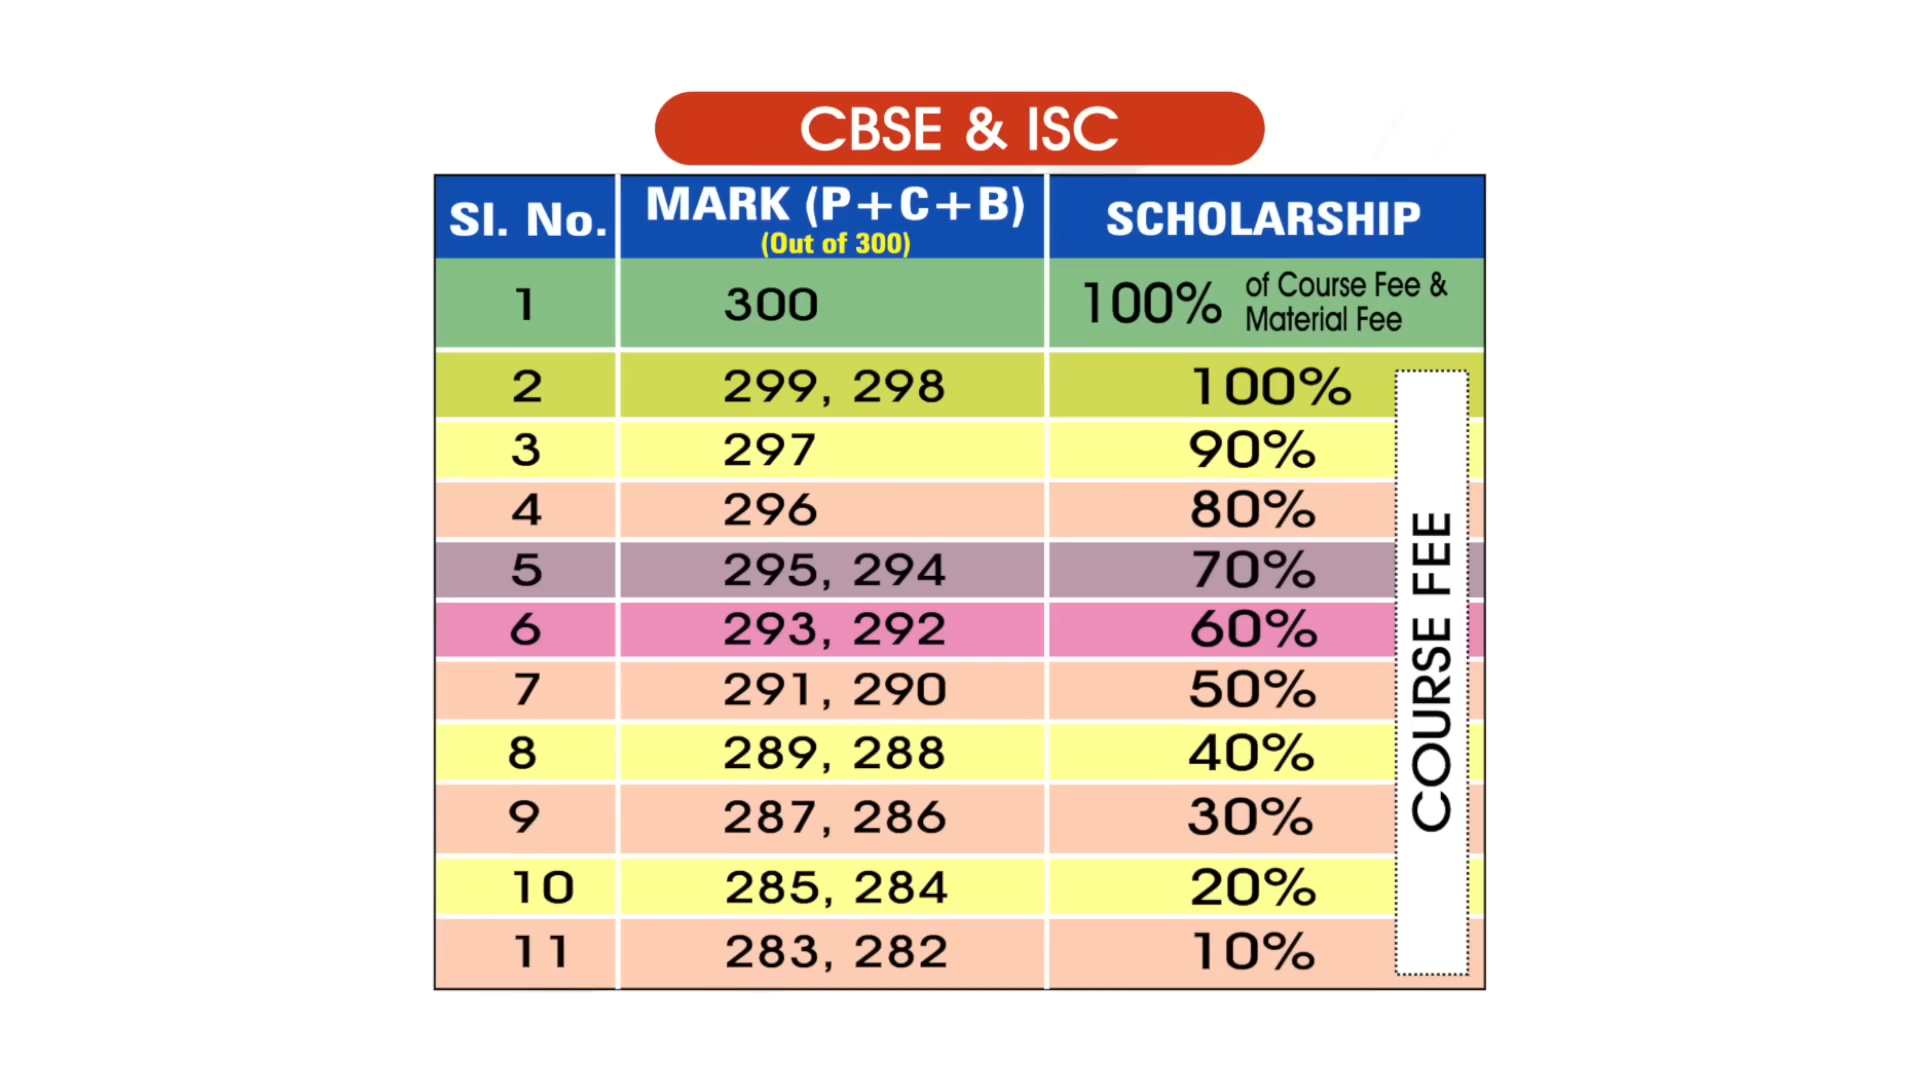 CBSE & ISC
Sl. No. MARK (P+C+B) SCHOLARSHIP
(Out of 300)
1 300 100% of Course Fee &
Material Fee
2 299, 298 100%
3 297 90%
4 296 80%
5 295, 294 70%
6 293, 292 60%
7 291, 290 50%
8 289, 288 40%
9 287, 286 30%
10 285, 284 20%
11 283, 282 10%
COURSE FEE